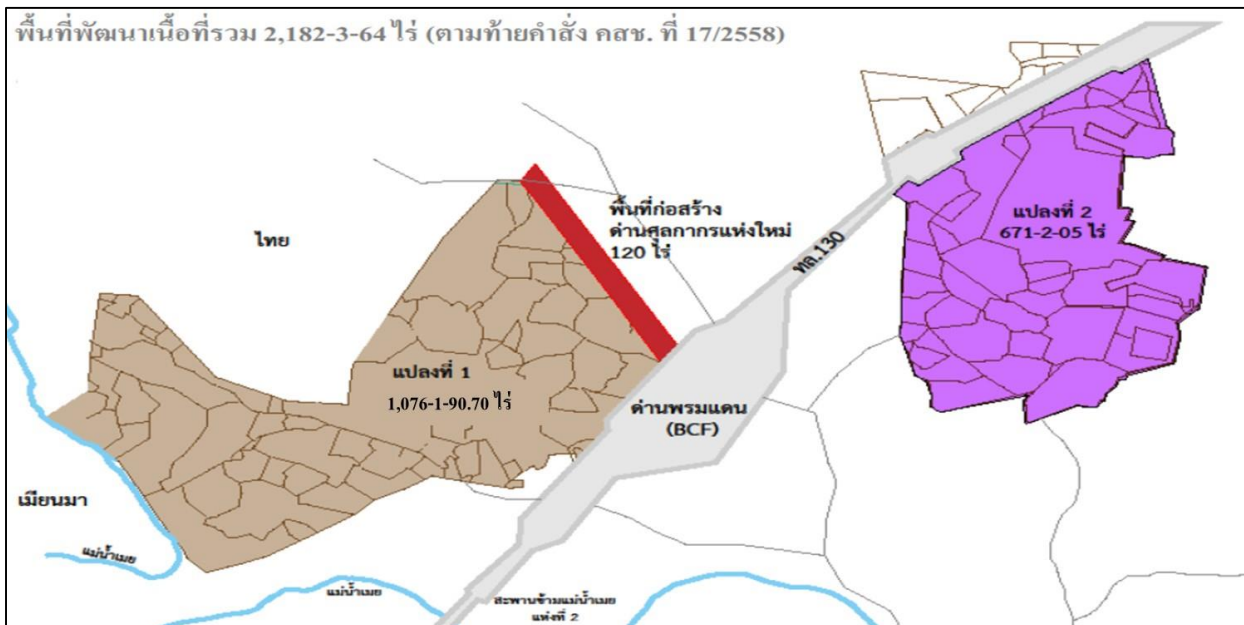 พื้นที่พัฒนาเนื้อที่รวม 2,182-3-64 ไร่ (ตามท้ายคำสั่ง คสช. ที่ 17/2558)
พื้นที่ก่อสร้าง
ด่านศุลกากรแห่งใหม่
120 ไร่
ไทย
ทล.130
แปลงที่ 2
671-2-05 ไร่
แปลงที่ 1
1,076-1-90.70 ไร่
ด่านพรมแดน
(BCF)
เมียนมา
แม่น้ำเมย
แม่น้ำเมย
สะพานข้ามแม่น้ำเมย
แห่งที่ 2